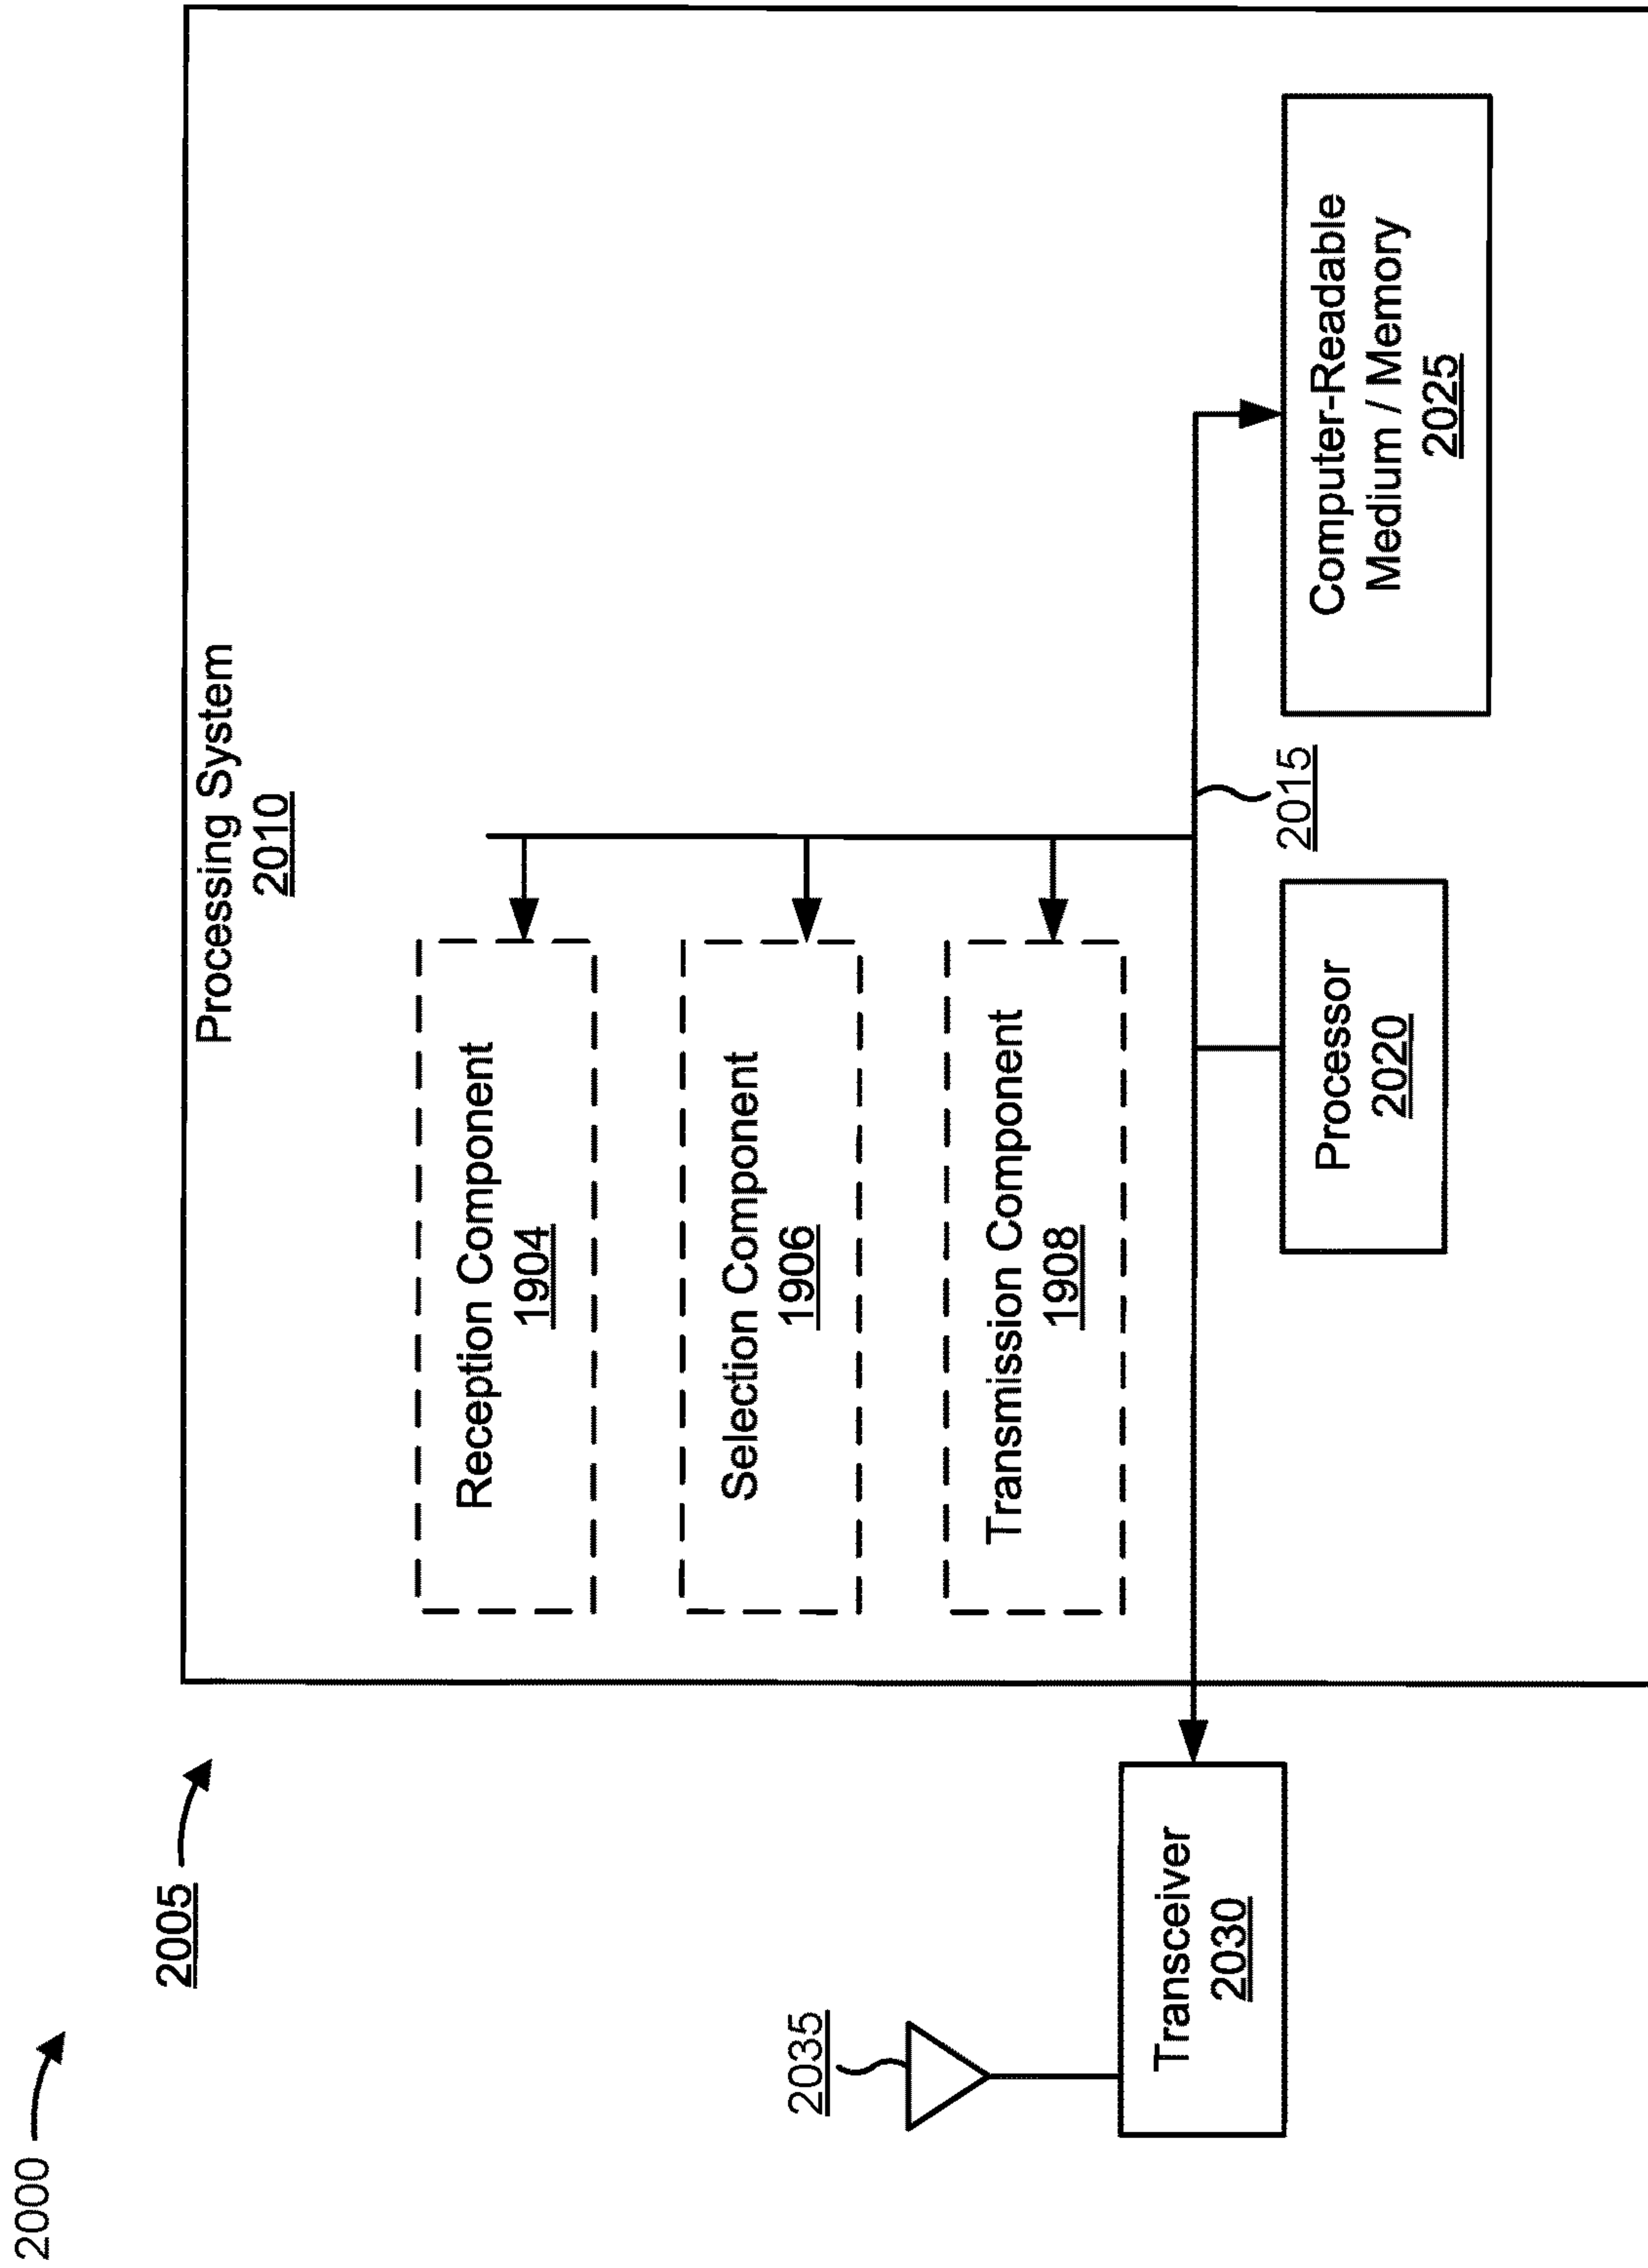 2000
2005
Processing System
2010
Reception Component
1904
Selection Component
1906
Transmission Component
1908
2035
Transceiver
2030
Processor
2020
2015
Computer-Readable
Medium / Memory
2025